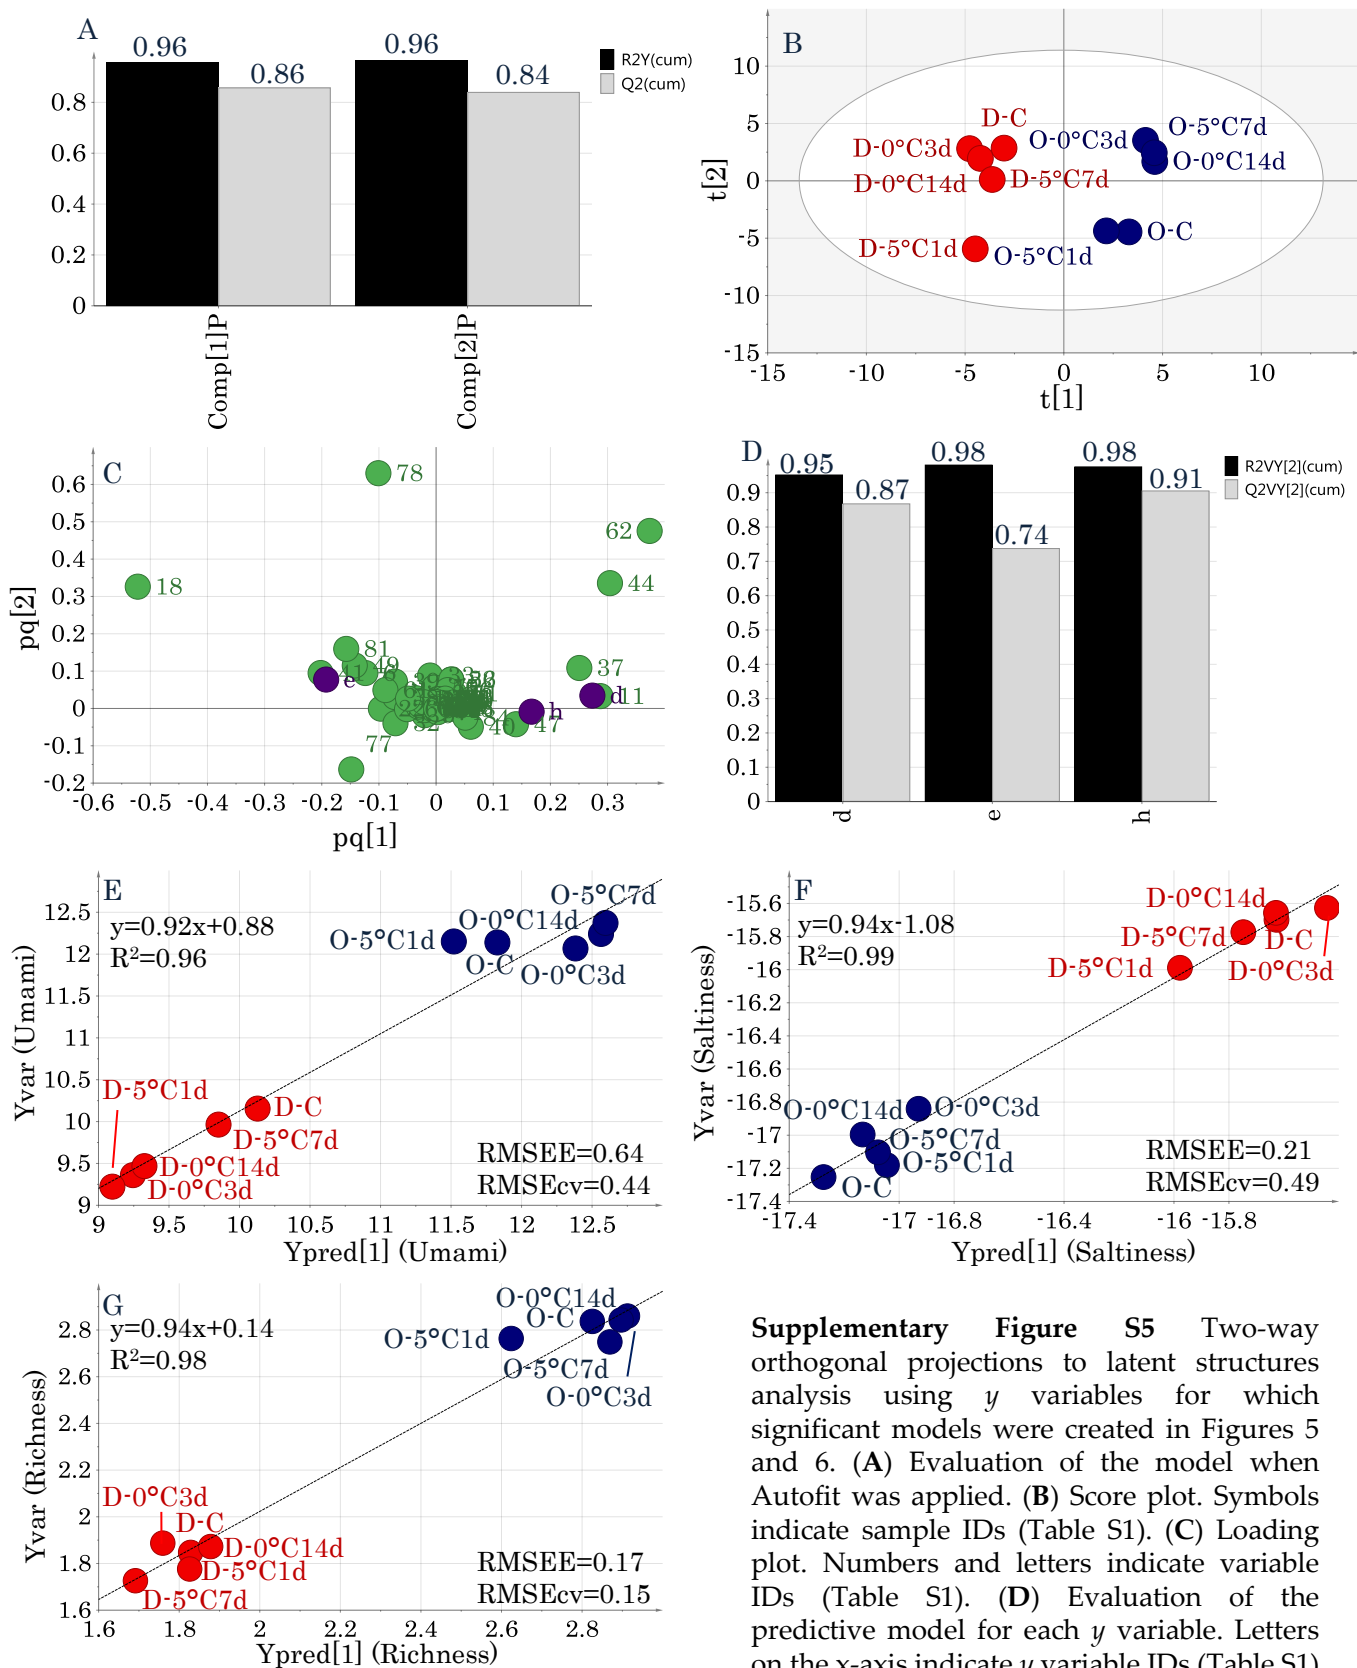 A
0.96
0.86
0.96
0.84
R2Y(cum)
Q2(cum)
0.8
0.6
0.4
0.2
0
Comp[1]P
Comp[2]P
B
10
5
0
-5
-10
-15
t[2]
D-C
D-0°C3d
D-0°C14d
D-5°C7d
D-5°C1d
O-0°C3d
O-5°C7d
O-0°C14d
O-C
O-5°C1d
-15 -10 -5 0 5 10
t[1]
C
0.6
0.5
0.4
0.3
0.2
0.1
0
-0.1
-0.2
pq[2]
78
62
44
18
81
49
41
e
37
d
11
h
47
40
77
-0.6 -0.5 -0.4 -0.3 -0.2 -0.1 0 0.1 0.2 0.3
pq[1]
D
0.95
0.87
0.98
0.74
0.98
0.91
R2VY[2](cum)
Q2VY[2](cum)
0.9
0.8
0.7
0.6
0.5
0.4
0.3
0.2
0.1
0
d
e
h
E
y=0.92x+0.88
R²=0.96
O-5°C7d
O-0°C14d
O-5°C1d
O-C
O-0°C3d
D-5°C1d
D-C
D-5°C7d
D-0°C14d
D-0°C3d
RMSEE=0.64
RMSEcv=0.44
12.5
12
11.5
11
10.5
10
9.5
9
Yvar (Umami)
9 9.5 10 10.5 11 11.5 12 12.5
Ypred[1] (Umami)
F
y=0.94x-1.08
R²=0.99
D-0°C14d
D-5°C7d
D-C
D-5°C1d
D-0°C3d
O-0°C14d
O-0°C3d
O-5°C7d
O-5°C1d
O-C
RMSEE=0.21
RMSEcv=0.49
-15.6
-15.8
-16
-16.2
-16.4
-16.6
-16.8
-17
-17.2
-17.4
Yvar (Saltiness)
-17.4 -17 -16.8 -16.4 -16 -15.8
Ypred[1] (Saltiness)
G
y=0.94x+0.14
R²=0.98
O-0°C14d
O-C
O-5°C1d
O-5°C7d
O-0°C3d
D-0°C3d
D-C
D-0°C14d
D-5°C1d
D-5°C7d
RMSEE=0.17
RMSEcv=0.15
2.8
2.6
2.4
2.2
2
1.8
1.6
Yvar (Richness)
1.6 1.8 2 2.2 2.4 2.6 2.8
Ypred[1] (Richness)
Supplementary Figure S5 Two-way
orthogonal projections to latent structures
analysis using y variables for which
significant models were created in Figures 5
and 6. (A) Evaluation of the model when
Autofit was applied. (B) Score plot. Symbols
indicate sample IDs (Table S1). (C) Loading
plot. Numbers and letters indicate variable
IDs (Table S1). (D) Evaluation of the
predictive model for each y variable. Letters
on the x-axis indicate y variable IDs (Table S1)